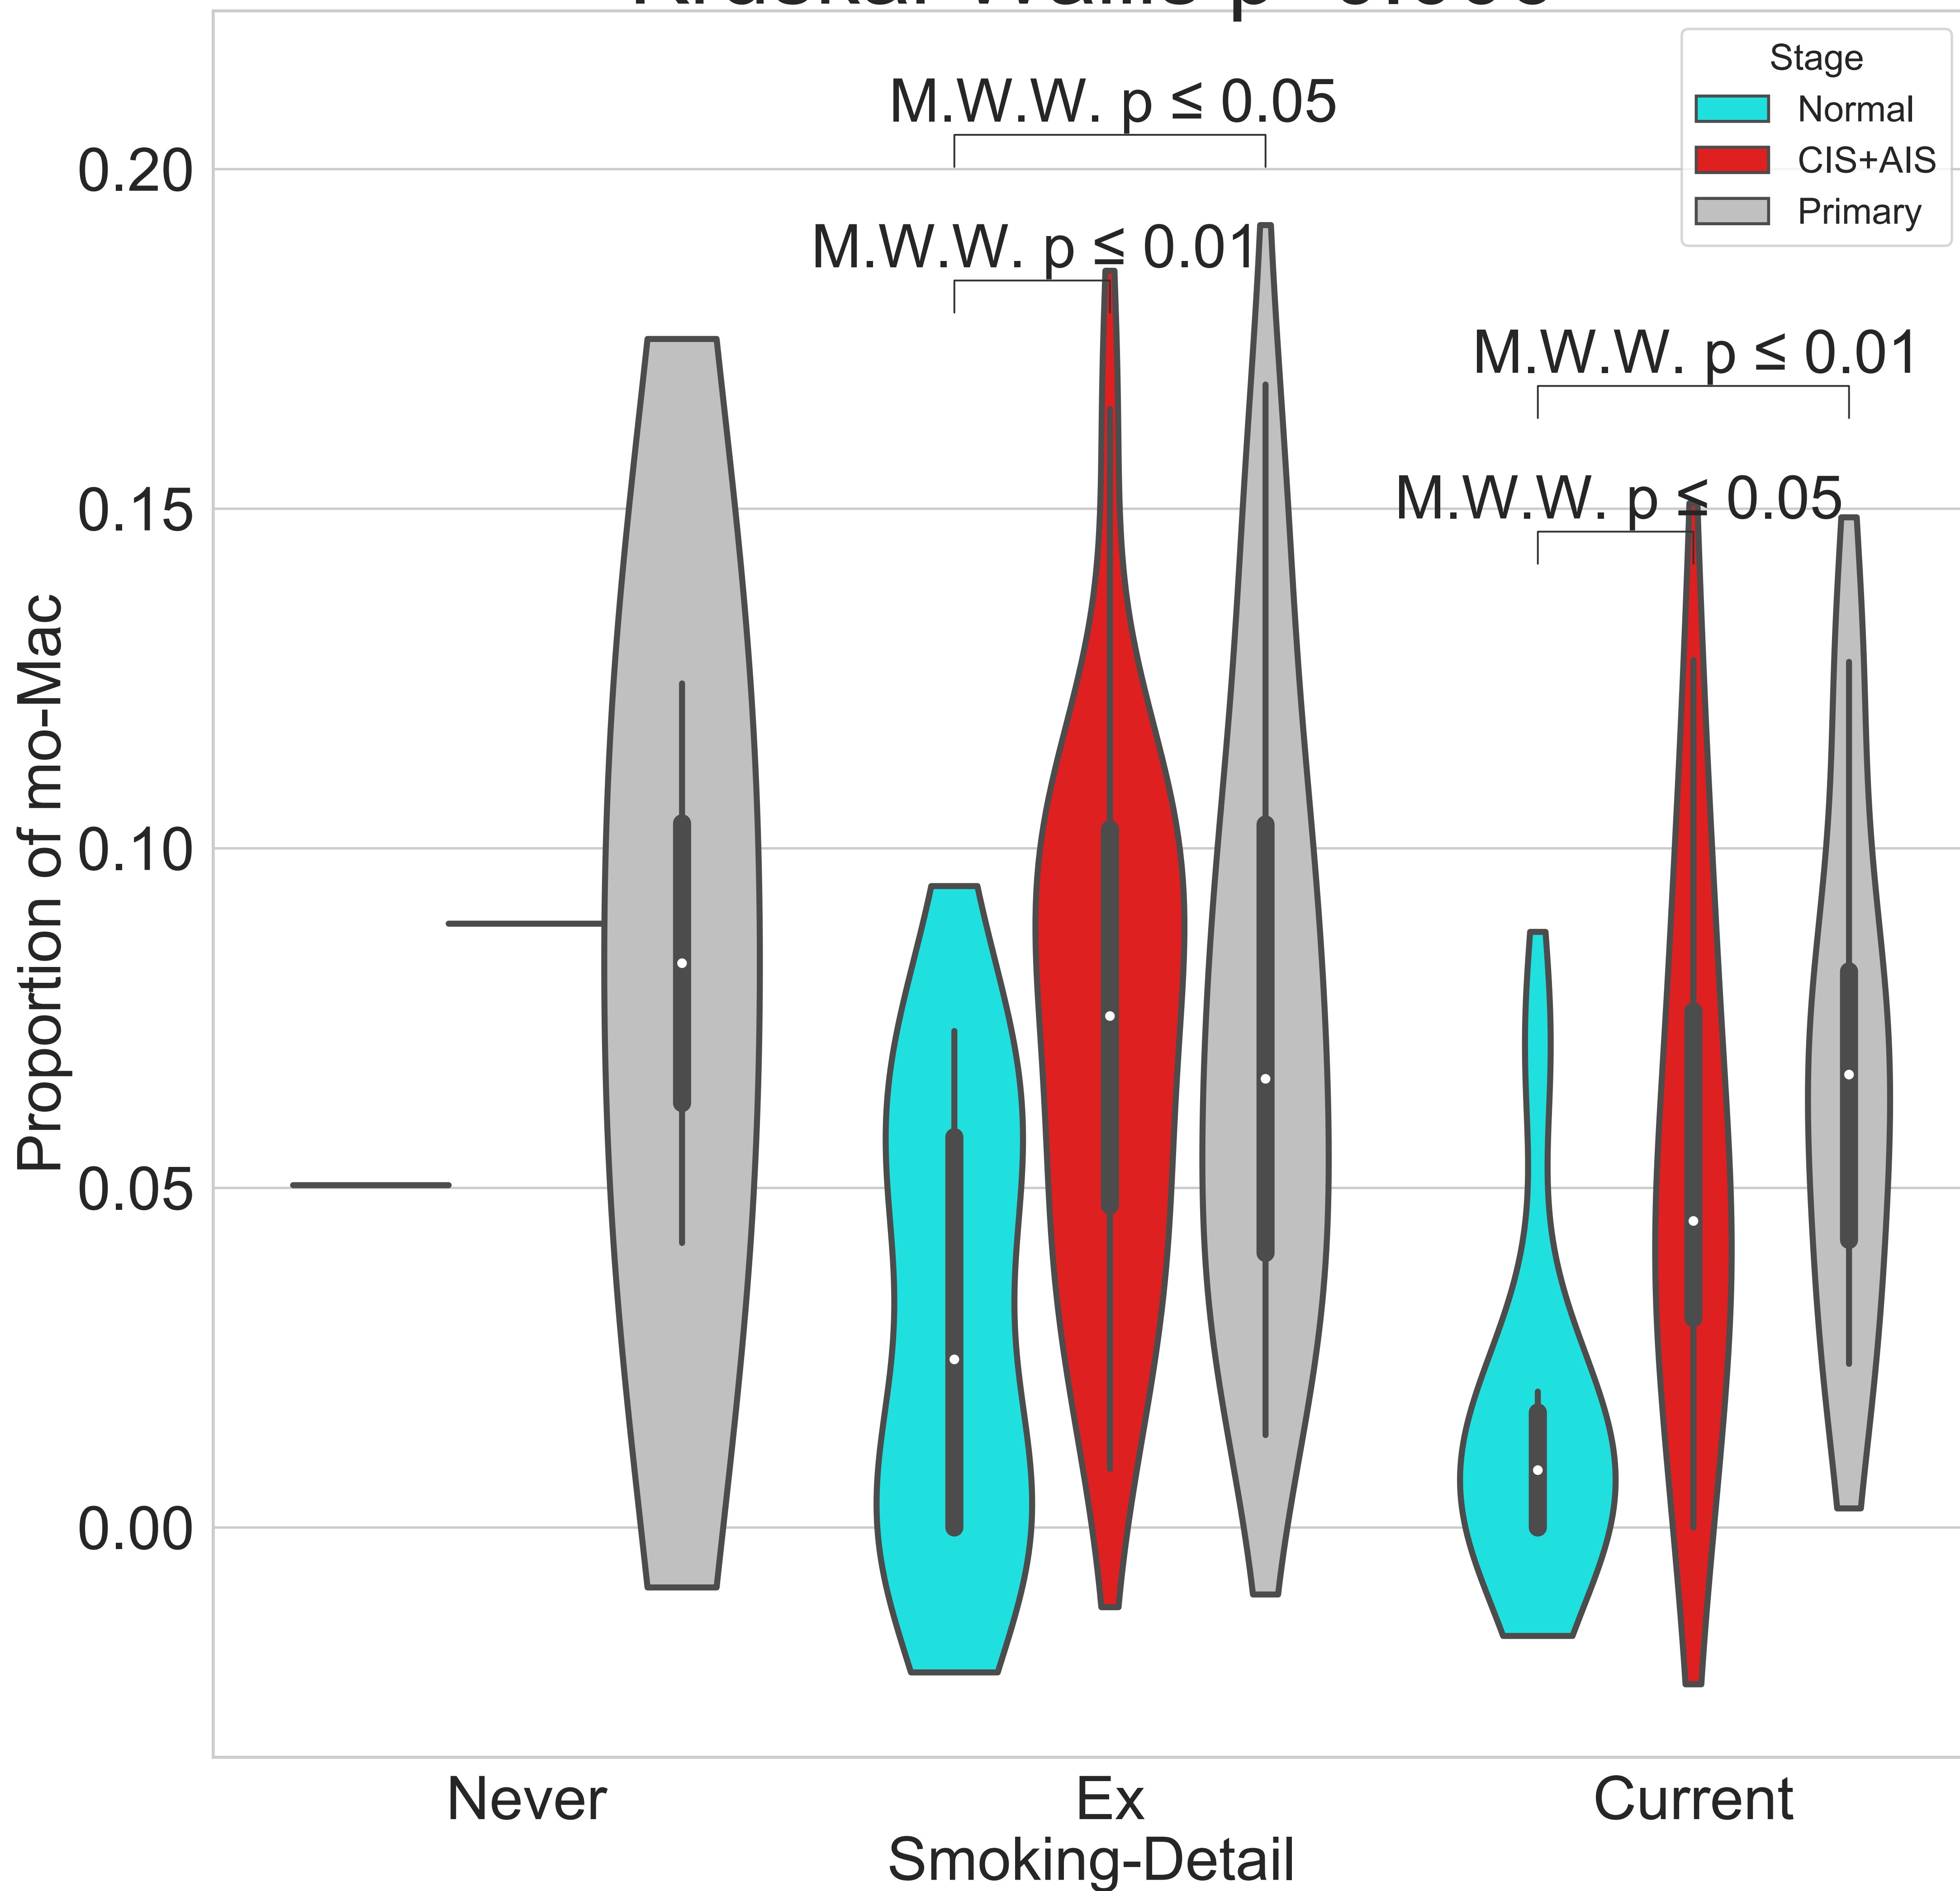 Stage
Normal
CIS+AIS
Primary
M.W.W. p ≤ 0.05
M.W.W. p ≤ 0.01
M.W.W. p ≤ 0.01
M.W.W. p ≤ 0.05
0.20
0.15
0.10
0.05
0.00
Proportion of mo-Mac
Never
Ex
Current
Smoking-Detail